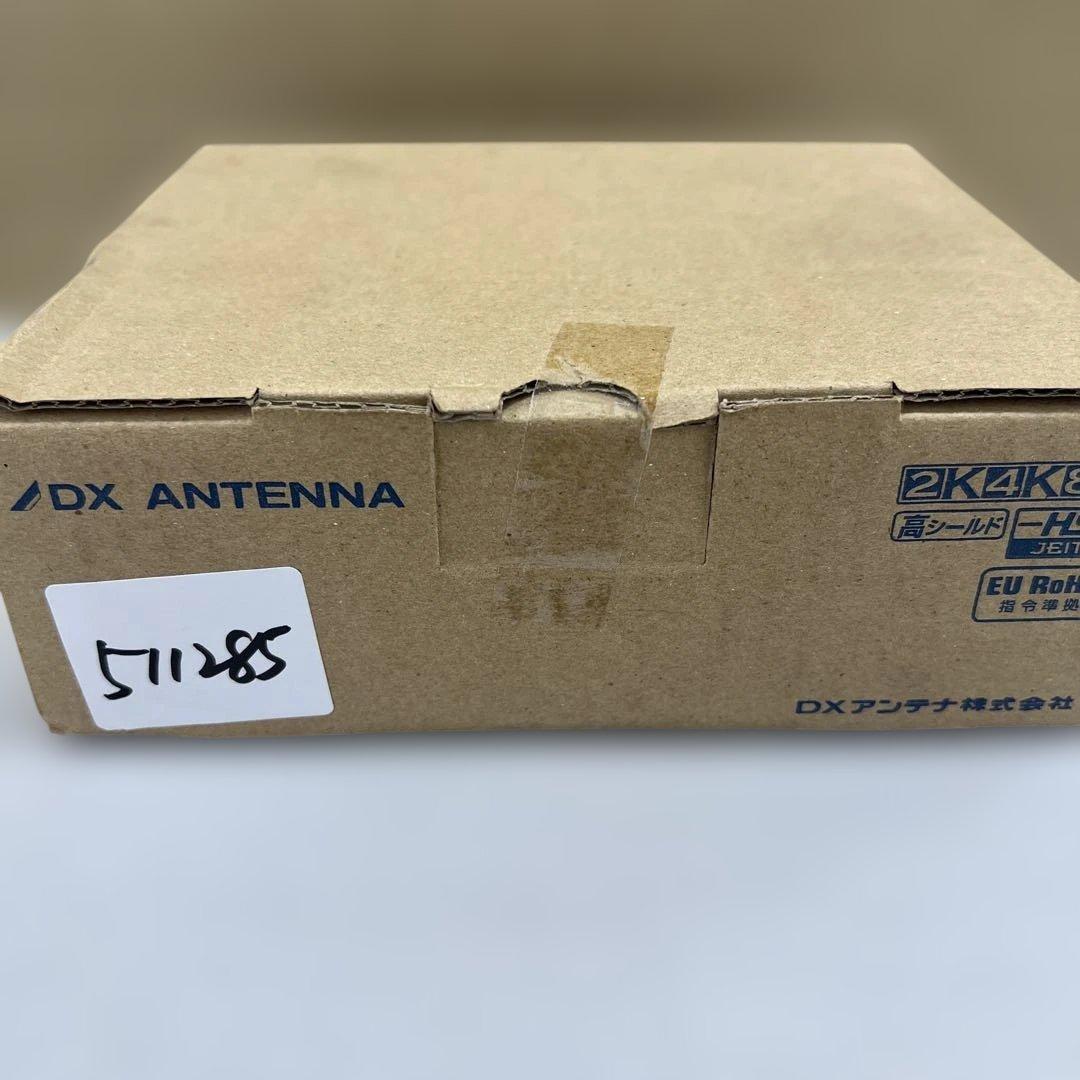 DX ANTENNA
2K4K8
高シールド
JEIT
EU RoH
指令準拠
511285
DXアンテナ株式会社